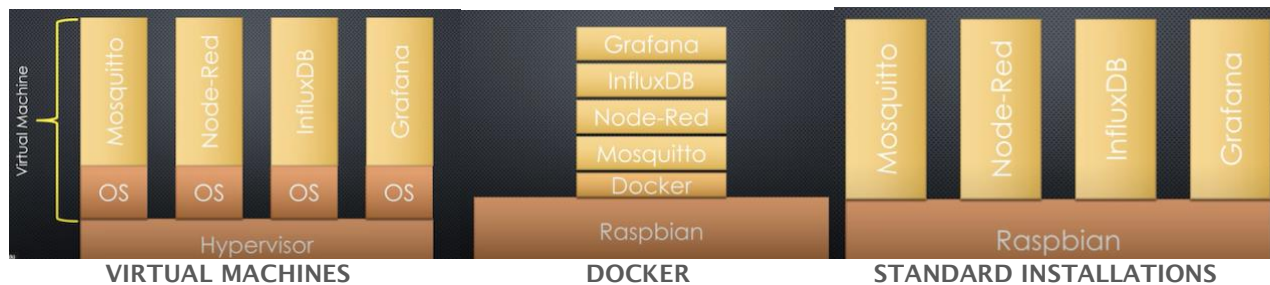 Virtual Machine
Mosquitto
Node-Red
InfluxDB
Grafana
OS
OS
OS
OS
Hypervisor
VIRTUAL MACHINES
Grafana
InfluxDB
Node-Red
Mosquitto
Docker
Raspbian
DOCKER
Mosquitto
Node-Red
InfluxDB
Grafana
Raspbian
STANDARD INSTALLATIONS